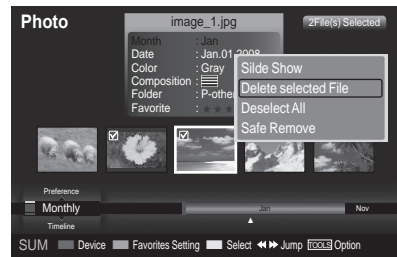 Photo
image_1.jpg
2File(s) Selected
Month : Jan
Date : Jan.01.2008
Color : Gray
Composition :
Folder : P-other
Favorite : ★ ★ ★
Silde Show
Delete selected File
Deselect All
Safe Remove
Preference
Monthly
Timeline
Jan
Nov
SUM Device Favorites Setting Select Jump TOOLS Option